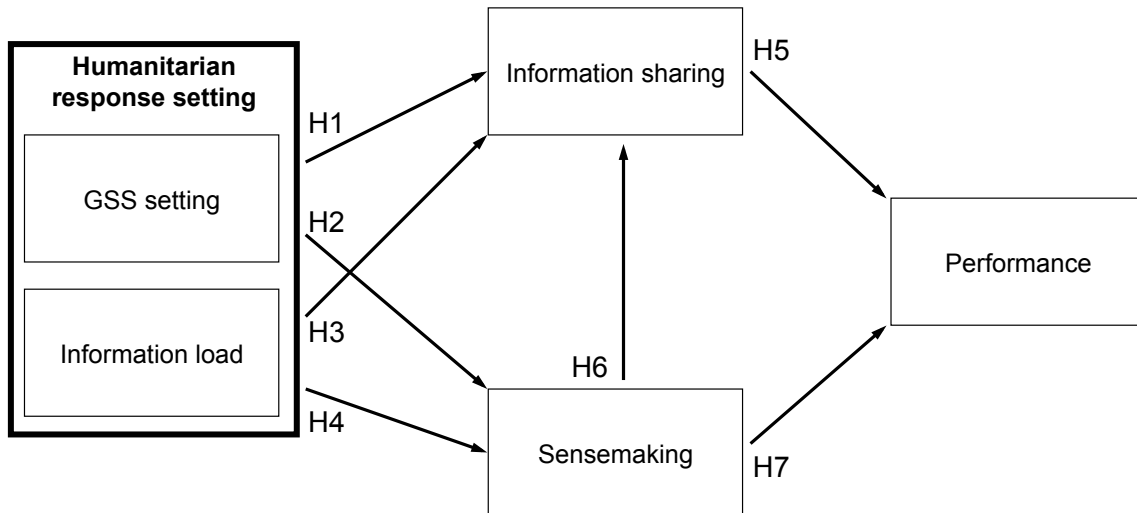 Humanitarian
response setting
GSS setting
Information load
H1
H2
H3
H4
Information sharing
H6
Sensemaking
H5
H7
Performance